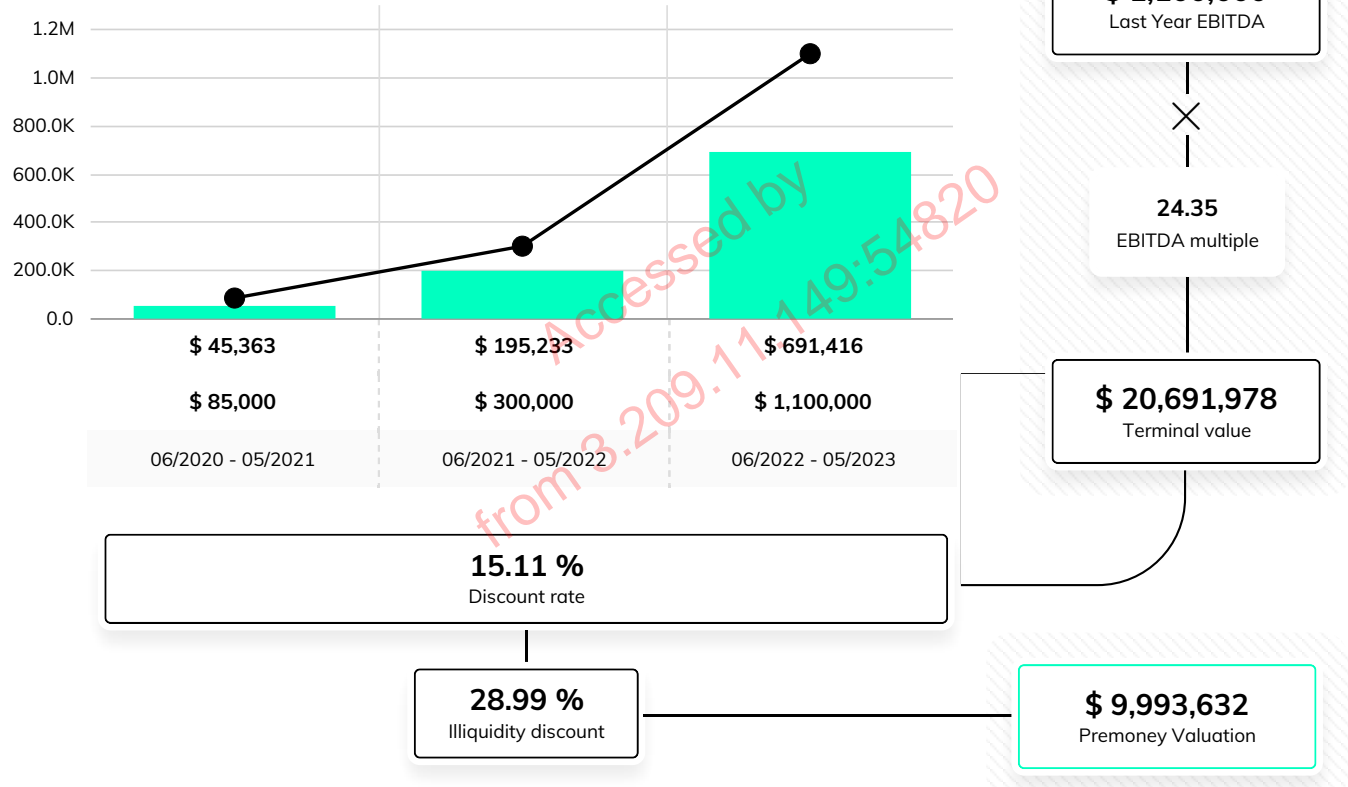 Last Year EBITDA
1.2M
1.0M
800.0K
600.0K
400.0K
200.0K
0.0
24.35
EBITDA multiple
$ 45,363
$ 195,233
$ 691,416
$ 85,000
$ 300,000
$ 1,100,000
06/2020 - 05/2021
06/2021 - 05/2022
06/2022 - 05/2023
$ 20,691,978
Terminal value
15.11 %
Discount rate
28.99 %
Illiquidity discount
$ 9,993,632
Premoney Valuation
Accessed by
from 3.209.11.149:54820